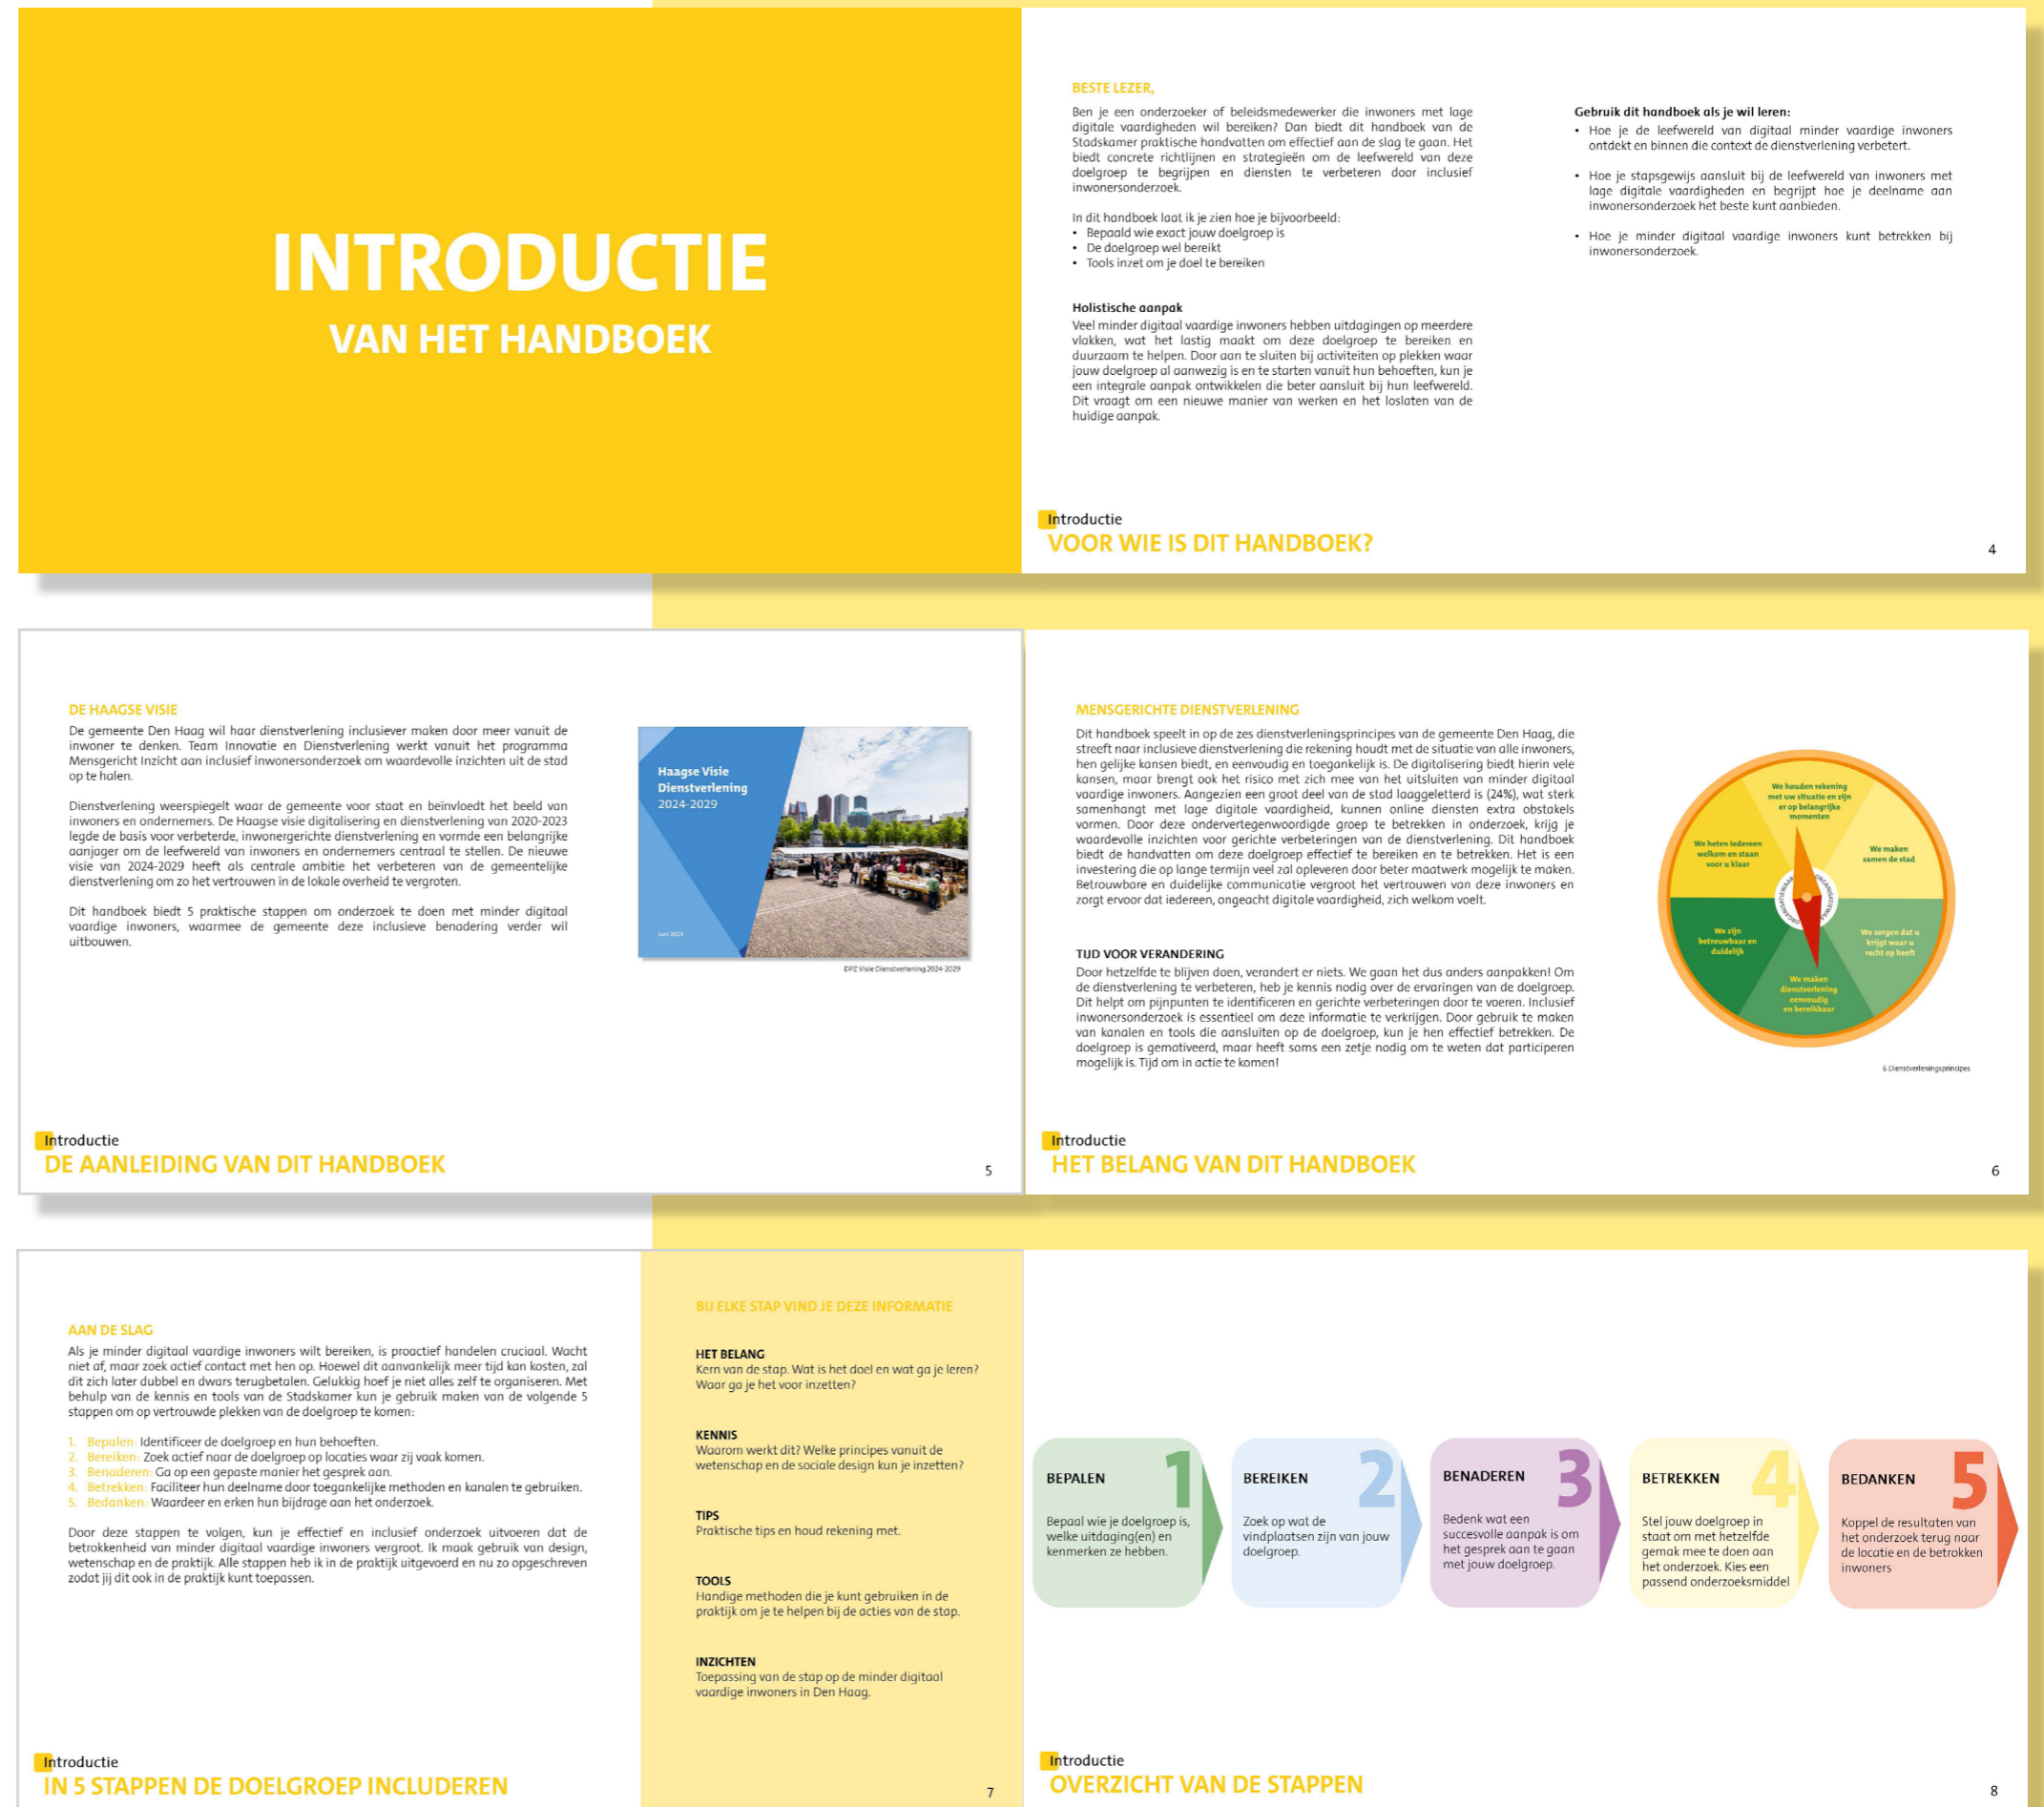 INTRODUCTIE
VAN HET HANDBOEK
BESTE LEZER,
Ben je een onderzoeker of beleidsmedewerker die inwoners met lage
digitale vaardigheden wil bereiken? Dan biedt dit handboek van de
Stadskamer praktische handvatten om effectief aan de slag te gaan. Het
biedt concrete richtlijnen en strategieën om de leefwereld van deze
doelgroep te begrijpen en diensten te verbeteren door inclusief
inwonersonderzoek.
In dit handboek laat ik je zien hoe je bijvoorbeeld:
• Bepaald wie exact jouw doelgroep is
• De doelgroep wel bereikt
• Tools inzet om je doel te bereiken
Holistische aanpak
Veel minder digitaal vaardige inwoners hebben uitdagingen op meerdere
vlakken, wat het lastig maakt om deze doelgroep te bereiken en
duurzaam te helpen. Door aan te sluiten bij activiteiten op plekken waar
jouw doelgroep al aanwezig is en te starten vanuit hun behoeften, kun je
een integrale aanpak ontwikkelen die beter aansluit bij hun leefwereld.
Dit vraagt om een nieuwe manier van werken en het loslaten van de
huidige aanpak.
Gebruik dit handboek als je wil leren:
• Hoe je de leefwereld van digitaal minder vaardige inwoners
ontdekt en binnen die context de dienstverlening verbetert.
• Hoe je stapsgewijs aansluit bij de leefwereld van inwoners met
lage digitale vaardigheden en begrijpt hoe je deelname aan
inwonersonderzoek het beste kunt aanbieden.
• Hoe je minder digitaal vaardige inwoners kunt betrekken bij
inwonersonderzoek.
Introductie
VOOR WIE IS DIT HANDBOEK?
4
DE HAAGSE VISIE
De gemeente Den Haag wil haar dienstverlening inclusiever maken door meer vanuit de
inwoner te denken. Team Innovatie en Dienstverlening werkt vanuit het programma
Mensgericht Inzicht aan inclusief inwonersonderzoek om waardevolle inzichten uit de stad
op te halen.
Dienstverlening weerspiegelt waar de gemeente voor staat en beïnvloedt het beeld van
inwoners en ondernemers. De Haagse visie digitalisering en dienstverlening van 2020-2023
legde de basis voor verbeterde, inwonergerichte dienstverlening en vormde een belangrijke
aanjager om de leefwereld van inwoners en ondernemers centraal te stellen. De nieuwe
visie van 2024-2029 heeft als centrale ambitie het verbeteren van de gemeentelijke
dienstverlening om zo het vertrouwen in de lokale overheid te vergroten.
Dit handboek biedt 5 praktische stappen om onderzoek te doen met minder digitaal
vaardige inwoners, waarmee de gemeente deze inclusieve benadering verder wil
uitbouwen.
Haagse Visie
Dienstverlening
2024-2029
Juni 2024
DPZ Visie Dienstverlening 2024-2029
Introductie
DE AANLEIDING VAN DIT HANDBOEK
5
MENSGERICHTE DIENSTVERLENING
Dit handboek speelt in op de zes dienstverleningsprincipes van de gemeente Den Haag, die
streeft naar inclusieve dienstverlening die rekening houdt met de situatie van alle inwoners,
hen gelijke kansen biedt, en eenvoudig en toegankelijk is. De digitalisering biedt hierin vele
kansen, maar brengt ook het risico met zich mee van het uitsluiten van minder digitaal
vaardige inwoners. Aangezien een groot deel van de stad laaggeletterd is (24%), wat sterk
samenhangt met lage digitale vaardigheid, kunnen online diensten extra obstakels
vormen. Door deze ondervertegenwoordigde groep te betrekken in onderzoek, krijg je
waardevolle inzichten voor gerichte verbeteringen van de dienstverlening. Dit handboek
biedt de handvatten om deze doelgroep effectief te bereiken en te betrekken. Het is een
investering die op lange termijn veel zal opleveren door beter maatwerk mogelijk te maken.
Betrouwbare en duidelijke communicatie vergroot het vertrouwen van deze inwoners en
zorgt ervoor dat iedereen, ongeacht digitale vaardigheid, zich welkom voelt.
TIJD VOOR VERANDERING
Door hetzelfde te blijven doen, verandert er niets. We gaan het dus anders aanpakken! Om
de dienstverlening te verbeteren, heb je kennis nodig over de ervaringen van de doelgroep.
Dit helpt om pijnpunten te identificeren en gerichte verbeteringen door te voeren. Inclusief
inwonersonderzoek is essentieel om deze informatie te verkrijgen. Door gebruik te maken
van kanalen en tools die aansluiten op de doelgroep, kun je hen effectief betrekken. De
doelgroep is gemotiveerd, maar heeft soms een zetje nodig om te weten dat participeren
mogelijk is. Tijd om in actie te komen!
We houden rekening
met uw situatie en zijn
er op belangrijke
momenten
We heten iedereen
welkom en staan
voor u klaar
We maken
samen de stad
We zijn
betrouwbaar en
duidelijk
We zorgen dat u
krijgt waar u
recht op heeft
We maken
dienstverlening
eenvoudig
en bereikbaar
6 Dienstverleningsprincipes
Introductie
HET BELANG VAN DIT HANDBOEK
6
AAN DE SLAG
Als je minder digitaal vaardige inwoners wilt bereiken, is proactief handelen cruciaal. Wacht
niet af, maar zoek actief contact met hen op. Hoewel dit aanvankelijk meer tijd kan kosten, zal
dit zich later dubbel en dwars terugbetalen. Gelukkig hoef je niet alles zelf te organiseren. Met
behulp van de kennis en tools van de Stadskamer kun je gebruik maken van de volgende 5
stappen om op vertrouwde plekken van de doelgroep te komen:
1. Bepalen: Identificeer de doelgroep en hun behoeften.
2. Bereiken: Zoek actief naar de doelgroep op locaties waar zij vaak komen.
3. Benaderen: Ga op een gepaste manier het gesprek aan.
4. Betrekken: Faciliteer hun deelname door toegankelijke methoden en kanalen te gebruiken.
5. Bedanken: Waardeer en erken hun bijdrage aan het onderzoek.
Door deze stappen te volgen, kun je effectief en inclusief onderzoek uitvoeren dat de
betrokkenheid van minder digitaal vaardige inwoners vergroot. Ik maak gebruik van design,
wetenschap en de praktijk. Alle stappen heb ik in de praktijk uitgevoerd en nu zo opgeschreven
zodat jij dit ook in de praktijk kunt toepassen.
BIJ ELKE STAP VIND JE DEZE INFORMATIE
HET BELANG
Kern van de stap. Wat is het doel en wat ga je leren?
Waar ga je het voor inzetten?
KENNIS
Waarom werkt dit? Welke principes vanuit de
wetenschap en de sociale design kun je inzetten?
TIPS
Praktische tips en houd rekening met.
TOOLS
Handige methoden die je kunt gebruiken in de
praktijk om je te helpen bij de acties van de stap.
INZICHTEN
Toepassing van de stap op de minder digitaal
vaardige inwoners in Den Haag.
Introductie
IN 5 STAPPEN DE DOELGROEP INCLUDEREN
7
BEPALEN 1
Bepaal wie je doelgroep is,
welke uitdaging(en) en
kenmerken ze hebben.
BEREIKEN 2
Zoek op wat de
vindplaatsen zijn van jouw
doelgroep.
BENADEREN 3
Bedenk wat een
succesvolle aanpak is om
het gesprek aan te gaan
met jouw doelgroep.
BETREKKEN 4
Stel jouw doelgroep in
staat om met hetzelfde
gemak mee te doen aan
het onderzoek. Kies een
passend onderzoeksmiddel
BEDANKEN 5
Koppel de resultaten van
het onderzoek terug naar
de locatie en de betrokken
inwoners
Introductie
OVERZICHT VAN DE STAPPEN
8